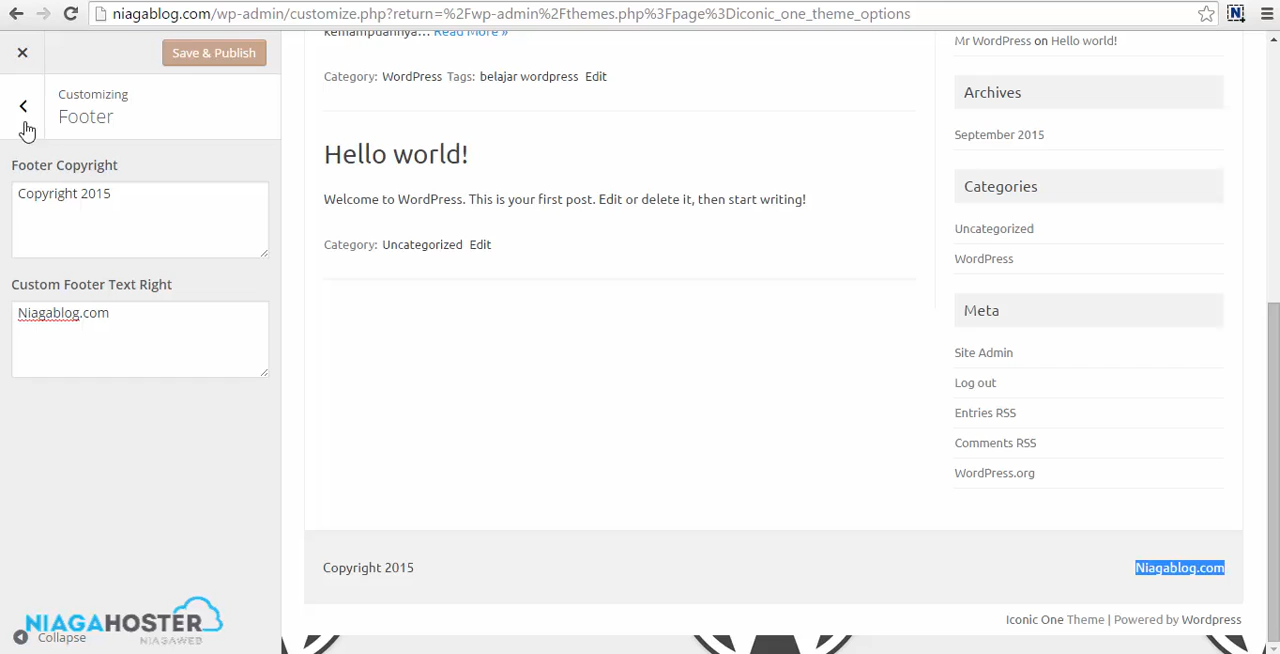 niagablog.com/wp-admin/customize.php?return=%2Fwp-admin%2Fthemes.php%3Fpage%3Diconic_one_theme_options
N
Save & Publish
Customizing
Footer
Footer Copyright
Copyright 2015
Custom Footer Text Right
Niagablog.com
NIAGAHOSTER
NIAGAWEB
Collapse
kemampuannya… Read More »
Category: WordPress Tags: belajar wordpress Edit
Hello world!
Welcome to WordPress. This is your first post. Edit or delete it, then start writing!
Category: Uncategorized Edit
Mr WordPress on Hello world!
Archives
September 2015
Categories
Uncategorized
WordPress
Meta
Site Admin
Log out
Entries RSS
Comments RSS
WordPress.org
Copyright 2015
Niagablog.com
Iconic One Theme | Powered by Wordpress